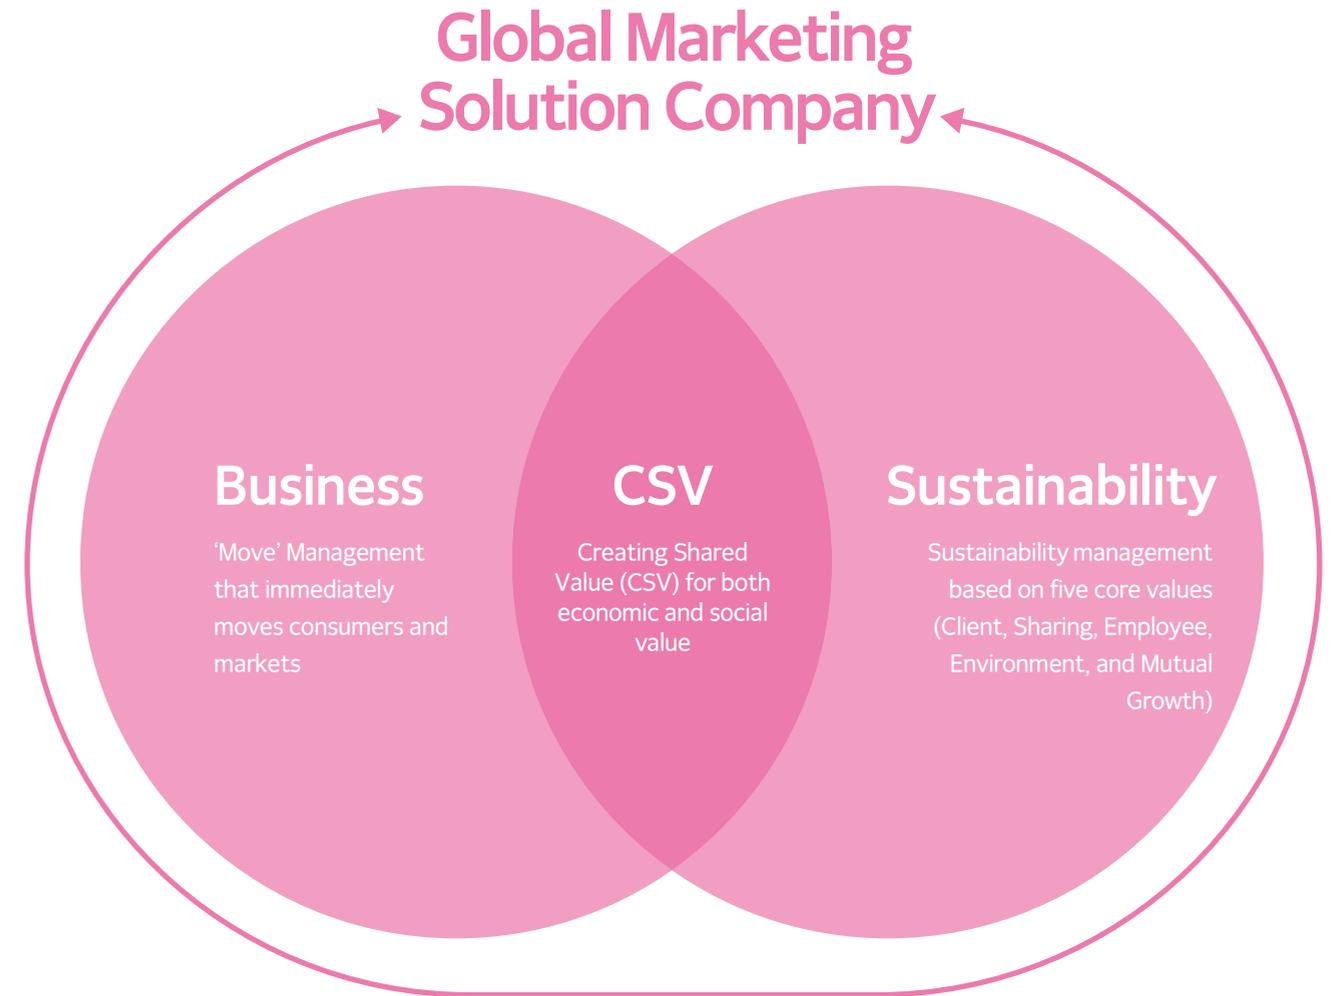 Global Marketing
Solution Company
Business
‘Move’ Management
that immediately
moves consumers and
markets
CSV
Creating Shared
Value (CSV) for both
economic and social
value
Sustainability
Sustainability management
based on five core values
(Client, Sharing, Employee,
Environment, and Mutual
Growth)